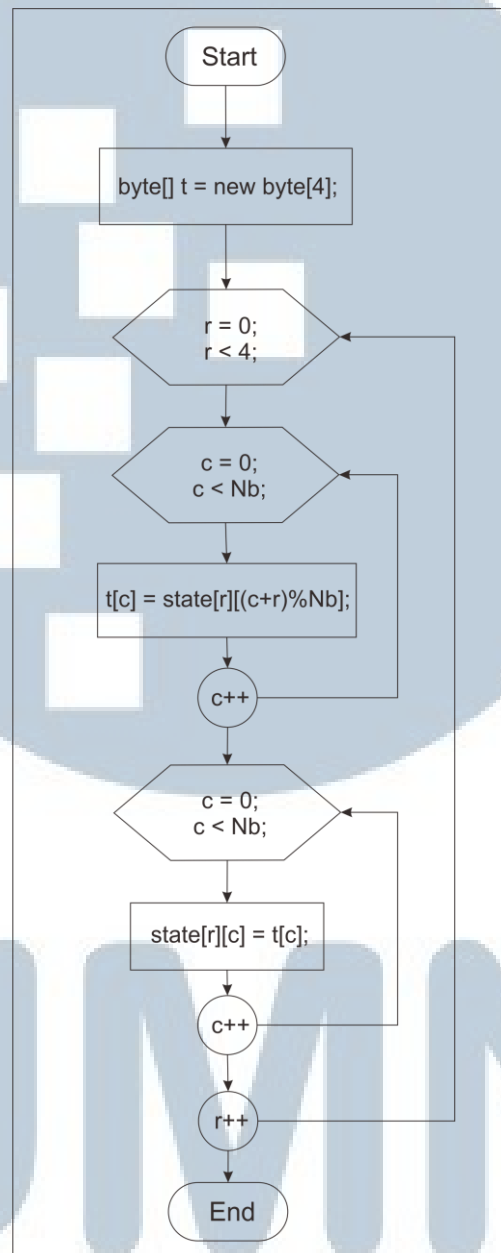 Start
byte[] t = new byte[4];
r = 0;
r < 4;
c = 0;
c < Nb;
t[c] = state[r][(c+r)%Nb];
c++
c = 0;
c < Nb;
state[r][c] = t[c];
c++
r++
End